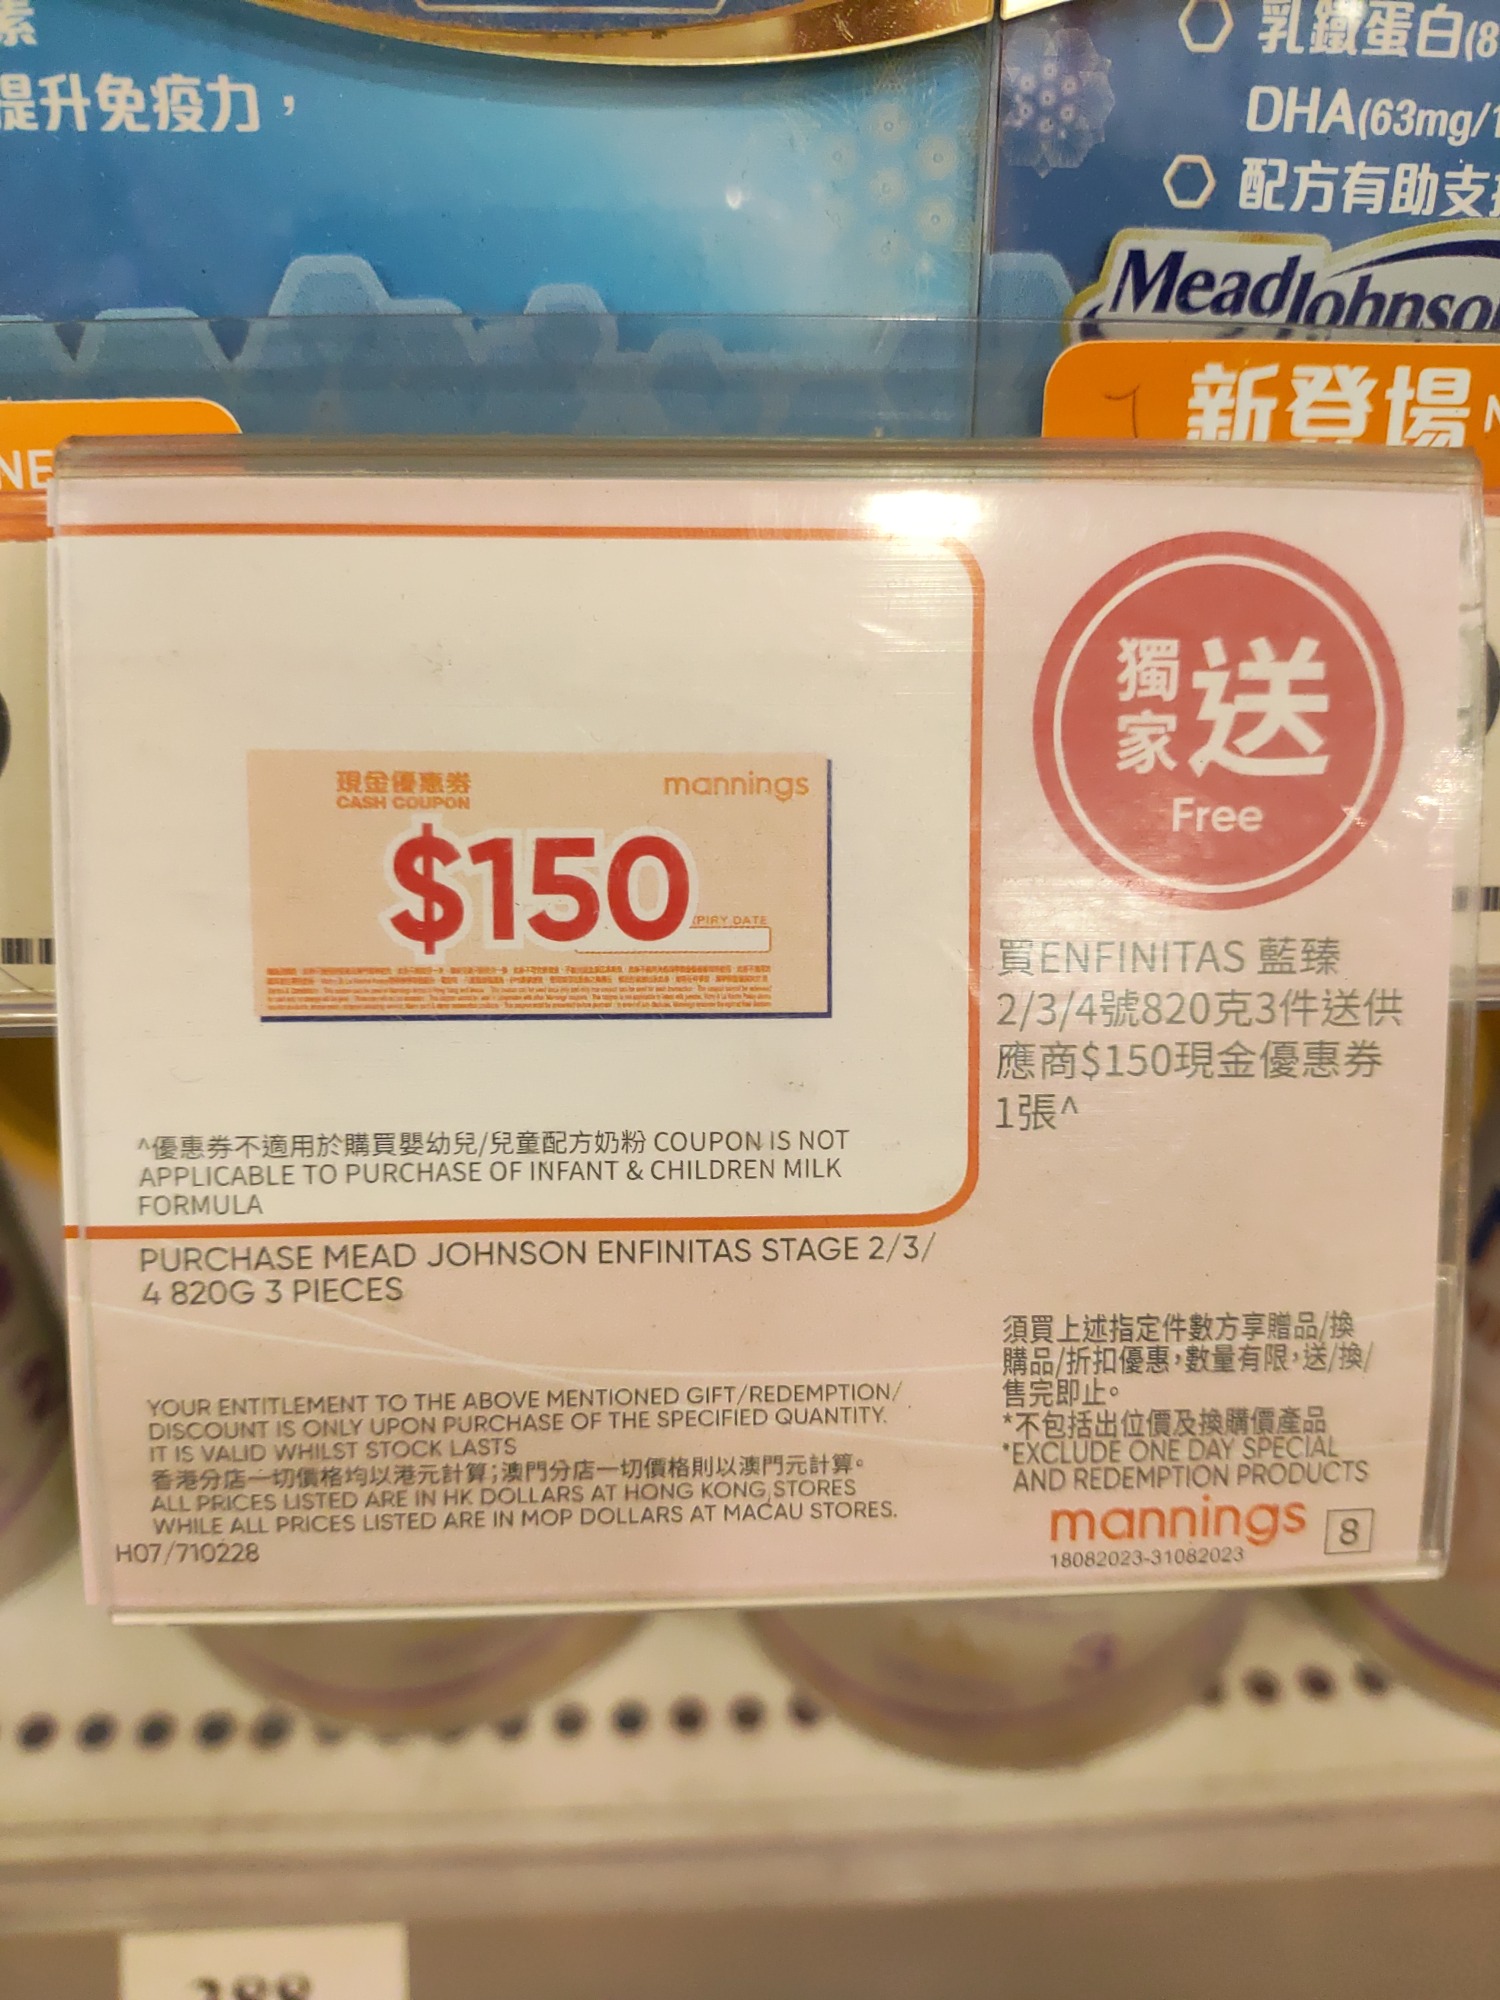 素
提升免疫力，
乳鐵蛋白(8
DHA(63mg/1
配方有助支
MeadJohnso
新登場
NE
獨家送
Free
現金優惠券
CASH COUPON
mannings
$150
PIRY DATE
買ENFINITAS 藍臻
2/3/4號820克3件送供
應商$150現金優惠券
1張^
^優惠券不適用於購買嬰幼兒/兒童配方奶粉 COUPON IS NOT
APPLICABLE TO PURCHASE OF INFANT & CHILDREN MILK
FORMULA
PURCHASE MEAD JOHNSON ENFINITAS STAGE 2/3/
4 820G 3 PIECES
YOUR ENTITLEMENT TO THE ABOVE MENTIONED GIFT/REDEMPTION/
DISCOUNT IS ONLY UPON PURCHASE OF THE SPECIFIED QUANTITY.
IT IS VALID WHILST STOCK LASTS
香港分店一切價格均以港元計算；澳門分店一切價格則以澳門元計算。
ALL PRICES LISTED ARE IN HK DOLLARS AT HONG KONG STORES
WHILE ALL PRICES LISTED ARE IN MOP DOLLARS AT MACAU STORES.
H07/710228
須買上述指定件數方享贈品/換
購品/折扣優惠，數量有限，送/換/
售完即止。
*不包括出位價及換購價產品
*EXCLUDE ONE DAY SPECIAL
AND REDEMPTION PRODUCTS
mannings 8
18082023-31082023